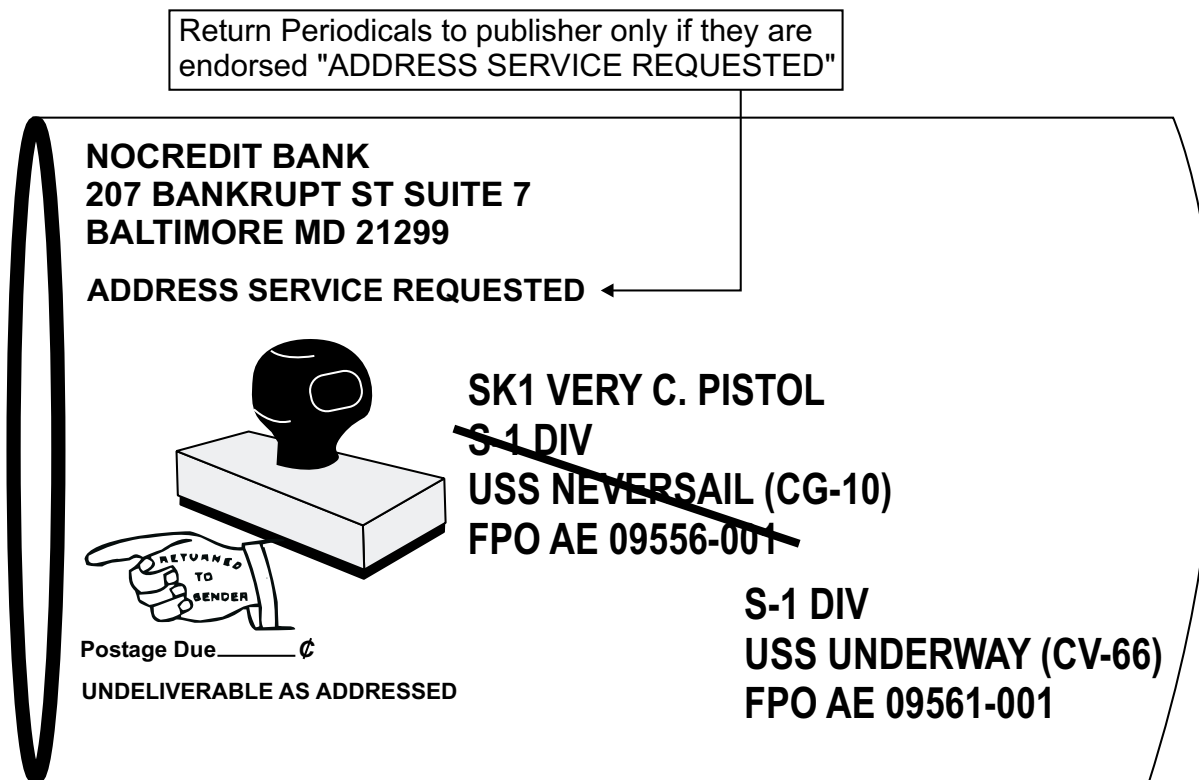 Return Periodicals to publisher only if they are
endorsed "ADDRESS SERVICE REQUESTED"
NOCREDIT BANK
207 BANKRUPT ST SUITE 7
BALTIMORE MD 21299
ADDRESS SERVICE REQUESTED
SK1 VERY C. PISTOL
S-1 DIV
USS NEVERSAIL (CG-10)
FPO AE 09556-001
RETURNED
TO
SENDER
Postage Due______¢
UNDELIVERABLE AS ADDRESSED
S-1 DIV
USS UNDERWAY (CV-66)
FPO AE 09561-001